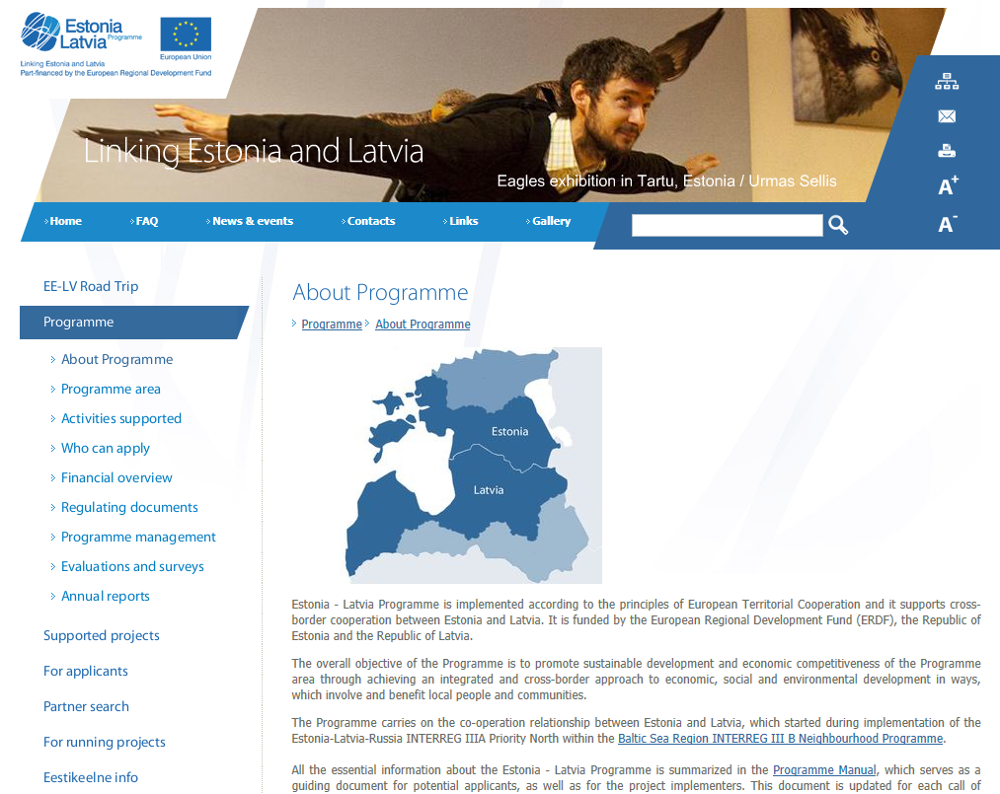 Estonia
Latvia Programme
European Union
Linking Estonia and Latvia
Part-financed by the European Regional Development Fund
Linking Estonia and Latvia
Eagles exhibition in Tartu, Estonia / Urmas Sellis
A+
A-
Home
FAQ
News & events
Contacts
Links
Gallery
EE-LV Road Trip
Programme
About Programme
Programme area
Activities supported
Who can apply
Financial overview
Regulating documents
Programme management
Evaluations and surveys
Annual reports
Supported projects
For applicants
Partner search
For running projects
Eestikeelne info
About Programme
Programme
About Programme
Estonia
Latvia
Estonia - Latvia Programme is implemented according to the principles of European Territorial Cooperation and it supports cross-
border cooperation between Estonia and Latvia. It is funded by the European Regional Development Fund (ERDF), the Republic of
Estonia and the Republic of Latvia.
The overall objective of the Programme is to promote sustainable development and economic competitiveness of the Programme
area through achieving an integrated and cross-border approach to economic, social and environmental development in ways,
which involve and benefit local people and communities.
The Programme carries on the co-operation relationship between Estonia and Latvia, which started during implementation of the
Estonia-Latvia-Russia INTERREG IIIA Priority North within the Baltic Sea Region INTERREG III B Neighbourhood Programme.
All the essential information about the Estonia - Latvia Programme is summarized in the Programme Manual, which serves as a
guiding document for potential applicants, as well as for the project implementers. This document is updated for each call of